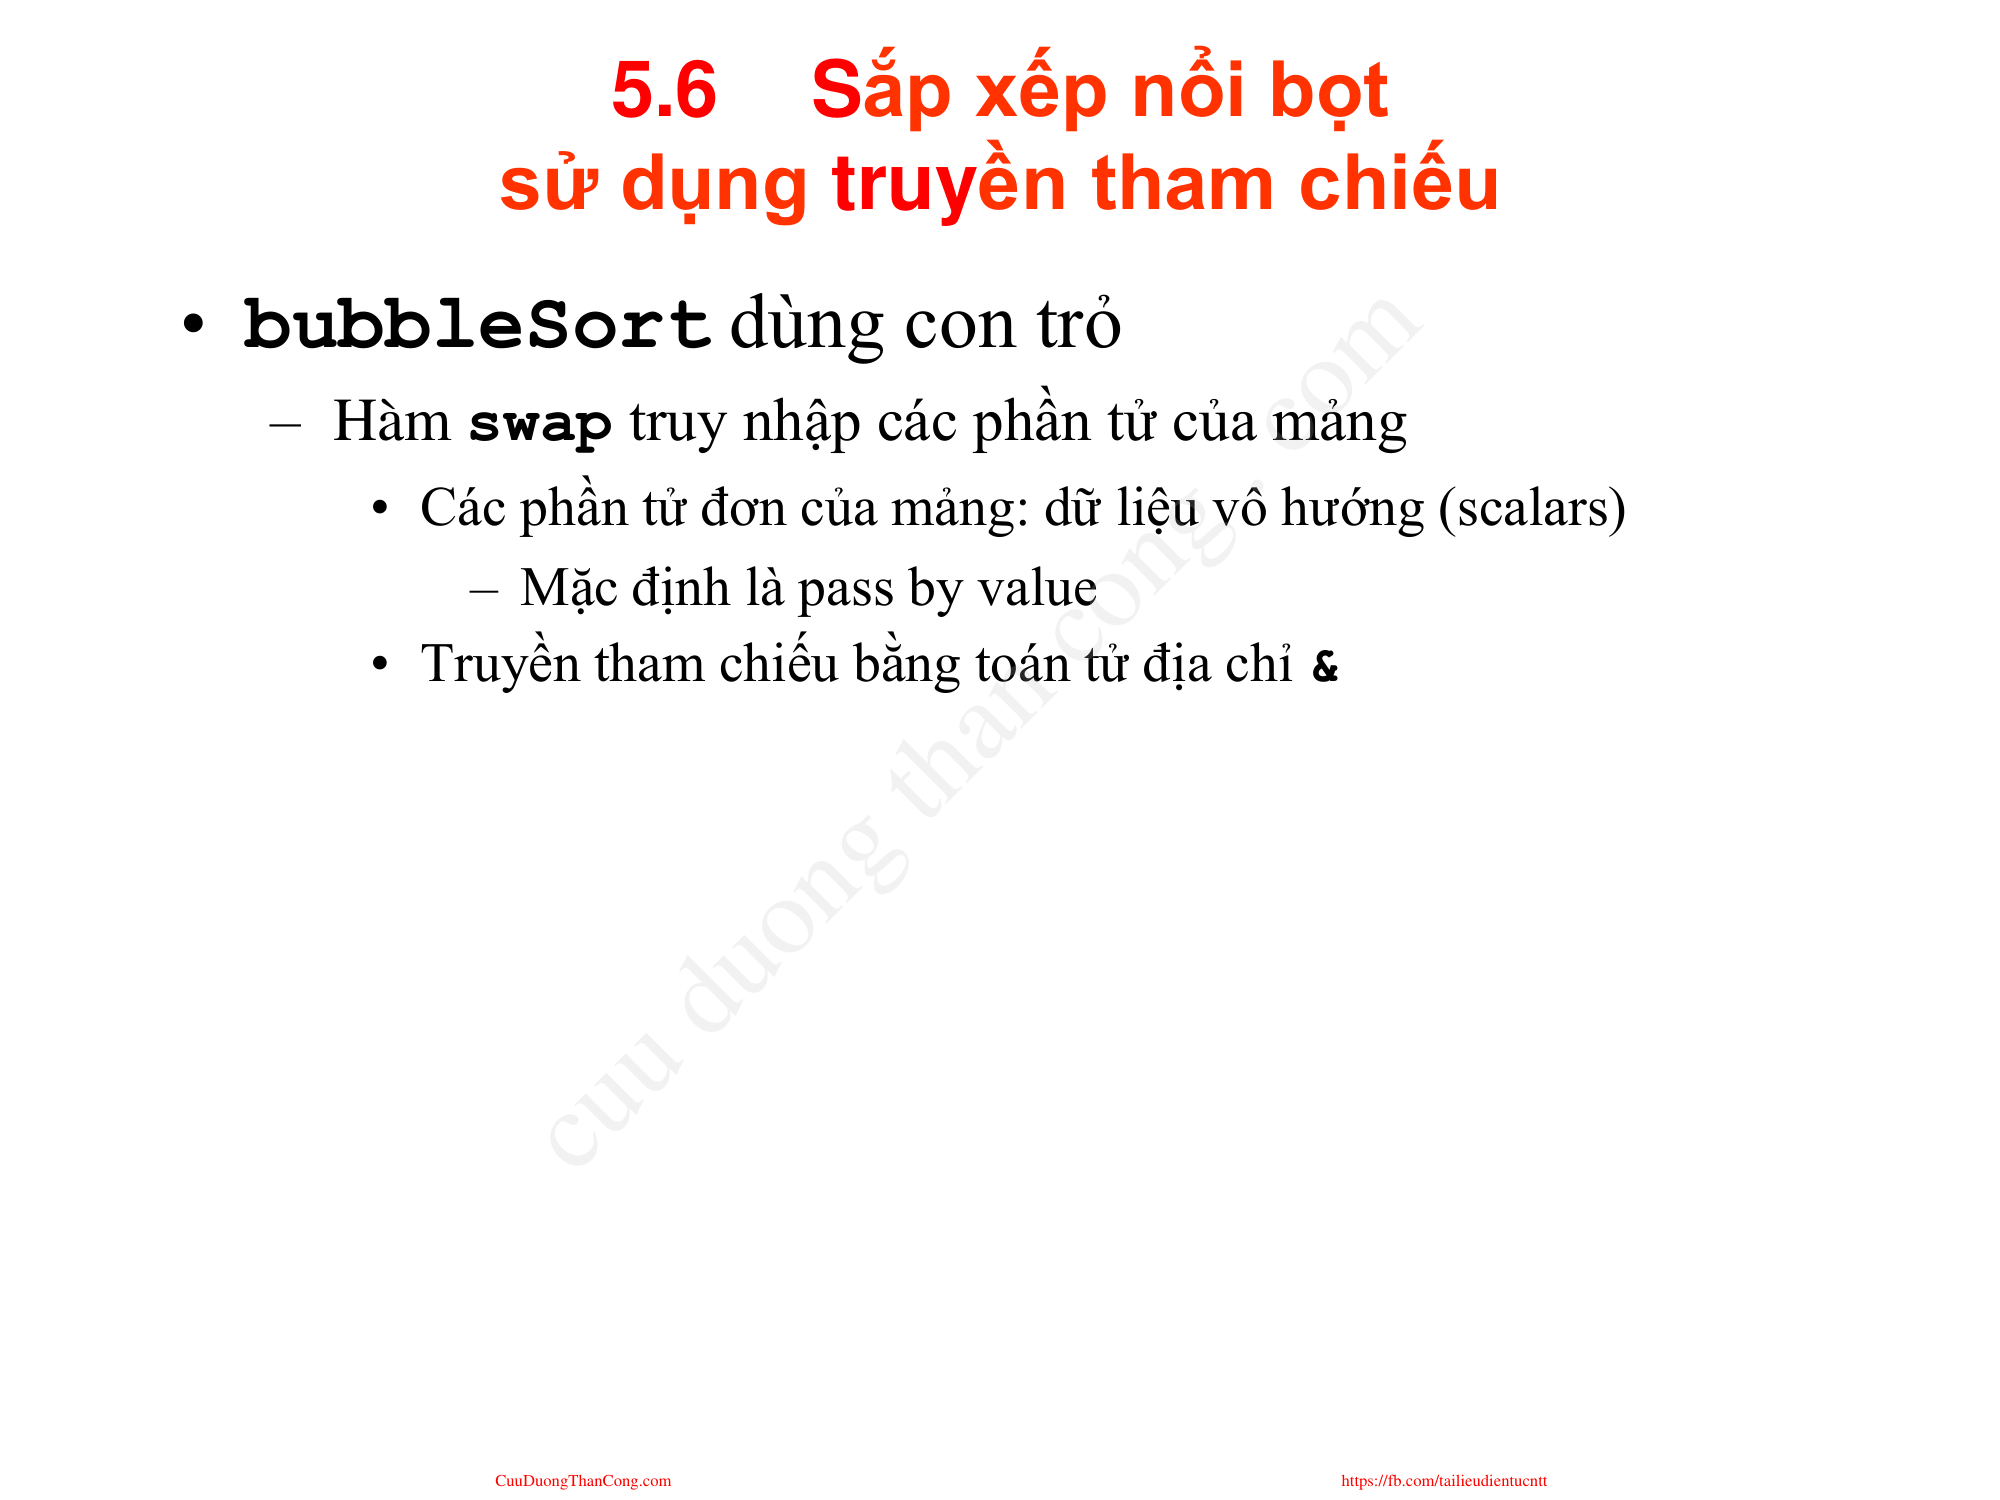 5.6 Sắp xếp nổi bọt
sử dụng truyền tham chiếu
• bubbleSort dùng con trỏ
– Hàm swap truy nhập các phần tử của mảng
• Các phần tử đơn của mảng: dữ liệu vô hướng (scalars)
– Mặc định là pass by value
• Truyền tham chiếu bằng toán tử địa chỉ &
cuu duong than cong . com
CuuDuongThanCong.com
https://fb.com/tailieudientucntt